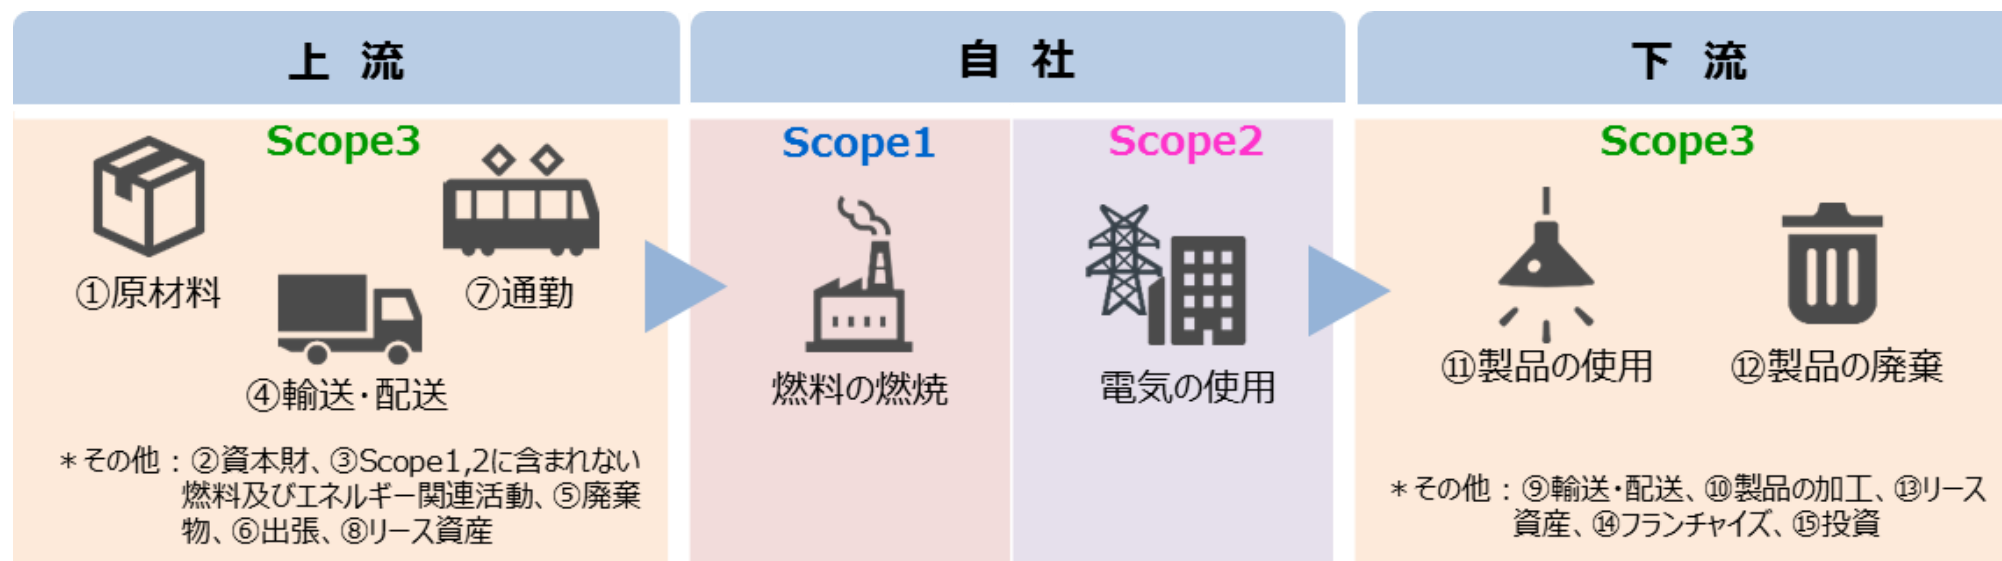 上 流
Scope3
①原材料
⑦通勤
④輸送・配送
＊その他：②資本財、③Scope1,2に含まれない
燃料及びエネルギー関連活動、⑤廃棄
物、⑥出張、⑧リース資産
自 社
Scope1
燃料の燃焼
Scope2
電気の使用
下 流
Scope3
⑪製品の使用
⑫製品の廃棄
＊その他：⑨輸送・配送、⑩製品の加工、⑬リース
資産、⑭フランチャイズ、⑮投資